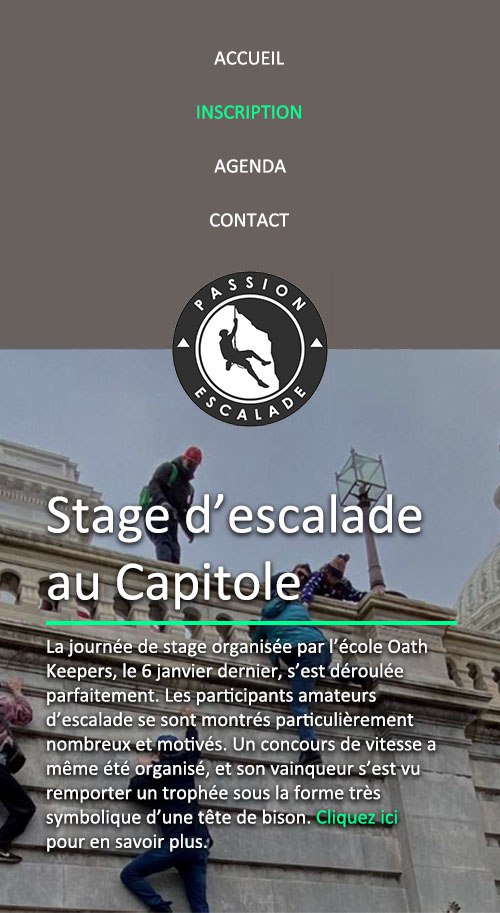 ACCUEIL
INSCRIPTION
AGENDA
CONTACT
PASSION
ESCALADE
Stage d’escalade
au Capitole
La journée de stage organisée par l’école Oath
Keepers, le 6 janvier dernier, s’est déroulée
parfaitement. Les participants amateurs
d’escalade se sont montrés particulièrement
nombreux et motivés. Un concours de vitesse a
même été organisé, et son vainqueur s’est vu
remporter un trophée sous la forme très
symbolique d’une tête de bison. Cliquez ici
pour en savoir plus.